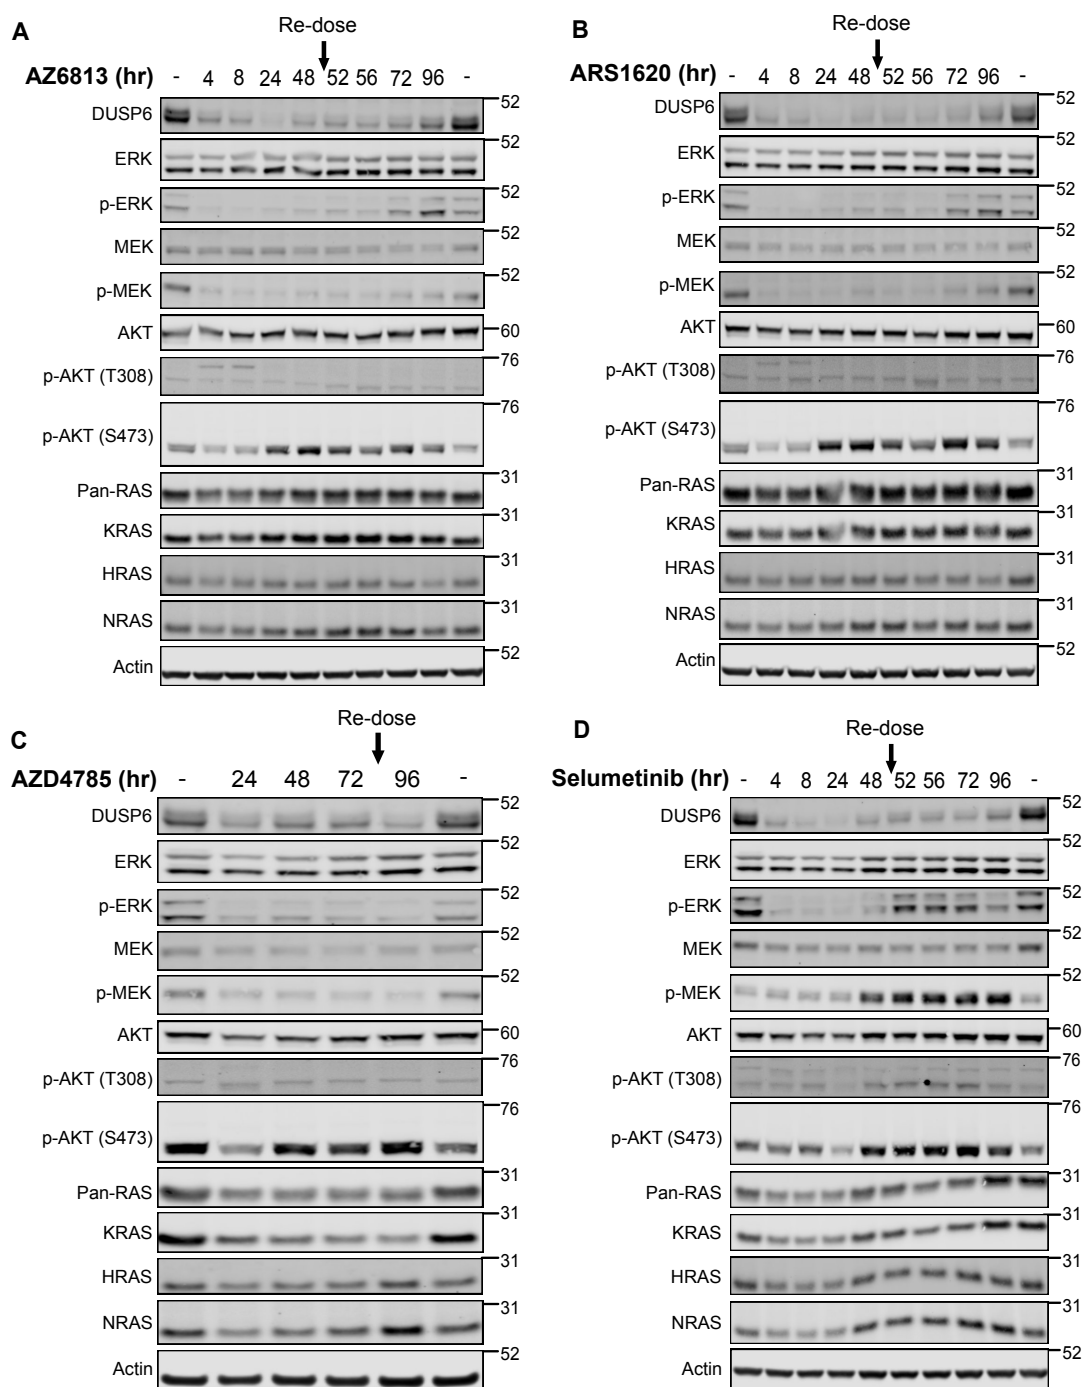 A
Re-dose
AZ6813 (hr) - 4 8 24 48 52 56 72 96 -
DUSP6 52
ERK 52
p-ERK 52
MEK 52
p-MEK 52
AKT 60
p-AKT (T308) 76
p-AKT (S473) 76
Pan-RAS 31
KRAS 31
HRAS 31
NRAS 31
Actin 52
B
Re-dose
ARS1620 (hr) - 4 8 24 48 52 56 72 96 -
DUSP6 52
ERK 52
p-ERK 52
MEK 52
p-MEK 52
AKT 60
p-AKT (T308) 76
p-AKT (S473) 76
Pan-RAS 31
KRAS 31
HRAS 31
NRAS 31
Actin 52
C
Re-dose
AZD4785 (hr) - 24 48 72 96 -
DUSP6 52
ERK 52
p-ERK 52
MEK 52
p-MEK 52
AKT 60
p-AKT (T308) 76
p-AKT (S473) 76
Pan-RAS 31
KRAS 31
HRAS 31
NRAS 31
Actin 52
D
Re-dose
Selumetinib (hr) - 4 8 24 48 52 56 72 96 -
DUSP6 52
ERK 52
p-ERK 52
MEK 52
p-MEK 52
AKT 60
p-AKT (T308) 76
p-AKT (S473) 76
Pan-RAS 31
KRAS 31
HRAS 31
NRAS 31
Actin 52